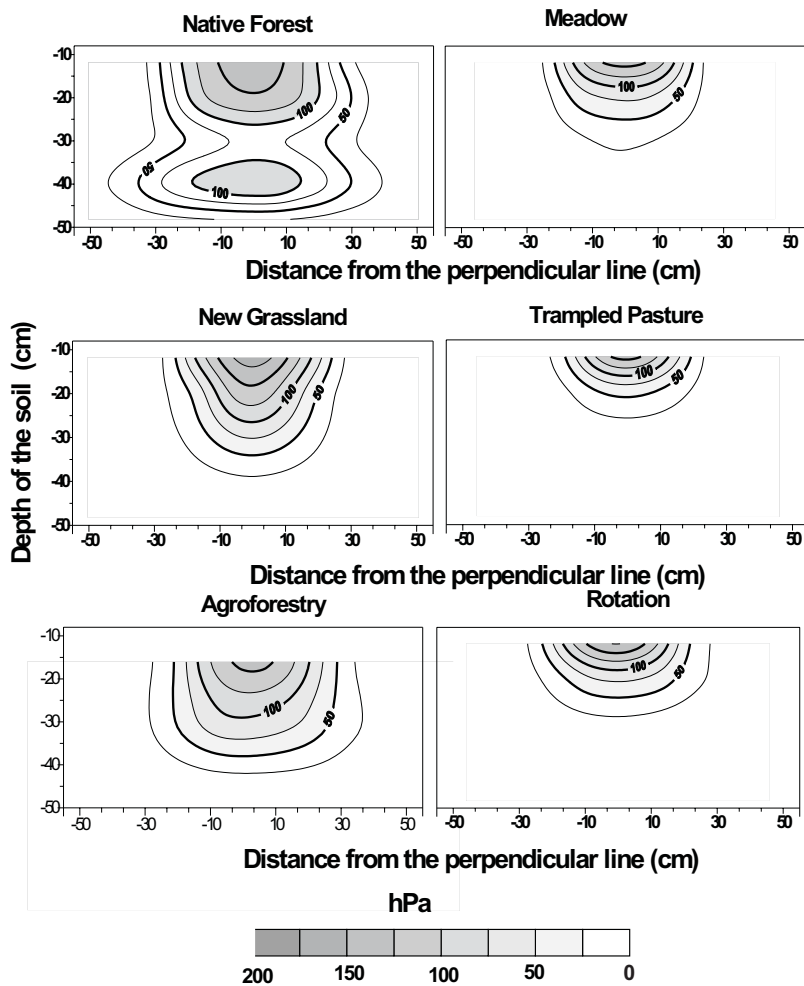 Native Forest
Meadow
-10
-20
-30
-40
-50
100
50
50
100
100
50
-50 -30 -10 10 30 50
-50 -30 -10 10 30 50
Distance from the perpendicular line (cm)
New Grassland
Trampled Pasture
Depth of the soil (cm)
-10
-20
-30
-40
-50
100
50
100
50
-50 -30 -10 10 30 50
-50 -30 -10 10 30 50
Distance from the perpendicular line (cm)
Agroforestry
Rotation
-10
-20
-30
-40
-50
100
50
100
50
-50 -30 -10 10 30 50
-50 -30 -10 10 30 50
Distance from the perpendicular line (cm)
hPa
200 150 100 50 0